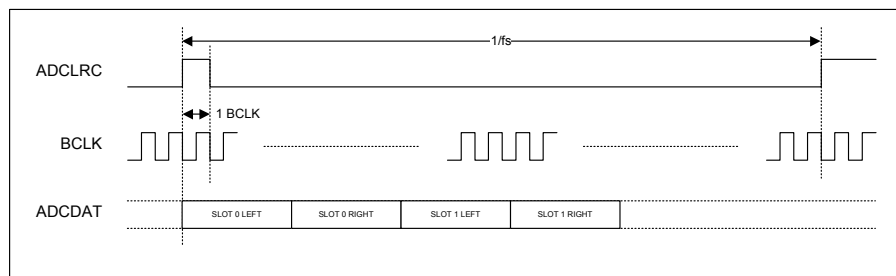 1/fs
ADCLRC
1 BCLK
BCLK
ADCDAT
SLOT 0 LEFT SLOT 0 RIGHT SLOT 1 LEFT SLOT 1 RIGHT